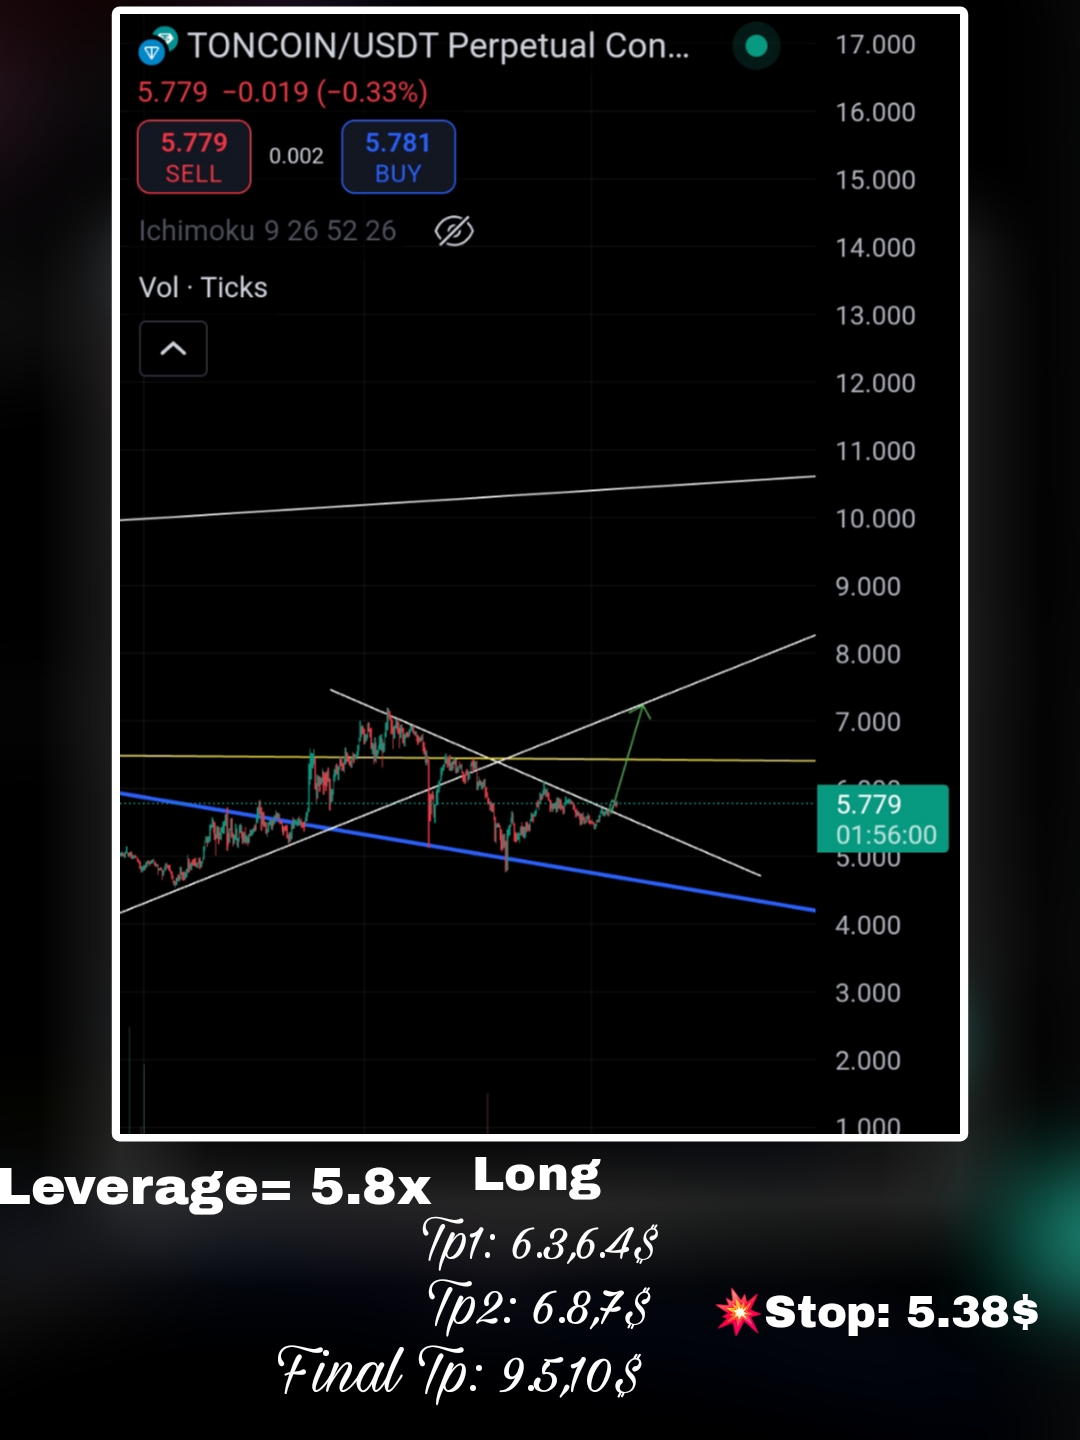 TONCOIN/USDT Perpetual Con...
5.779 −0.019 (−0.33%)
5.779 0.002 5.781
SELL BUY
Ichimoku 9 26 52 26
Vol · Ticks
17.000
16.000
15.000
14.000
13.000
12.000
11.000
10.000
9.000
8.000
7.000
6.000
5.779
01:56:00
5.000
4.000
3.000
2.000
1.000
Leverage= 5.8x Long
Tp1: 6.3,6.4$
Tp2: 6.8,7$
💥Stop: 5.38$
Final Tp: 9.5,10$